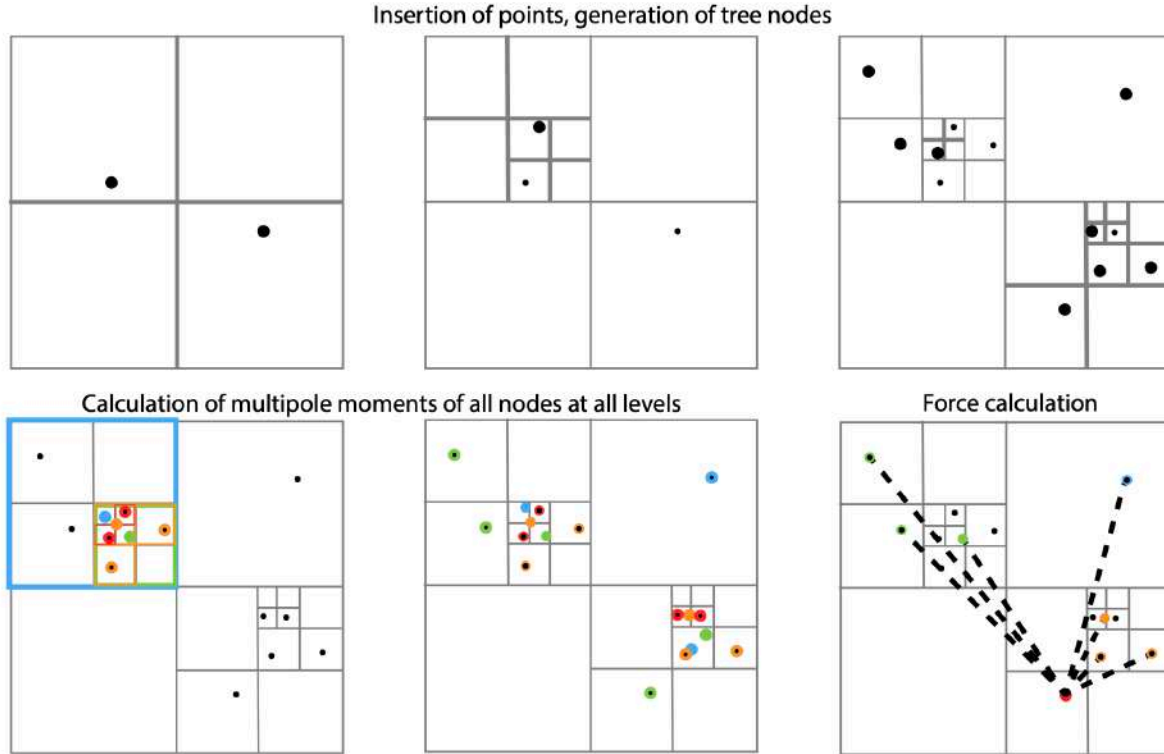 Insertion of points, generation of tree nodes
Calculation of multipole moments of all nodes at all levels
Force calculation